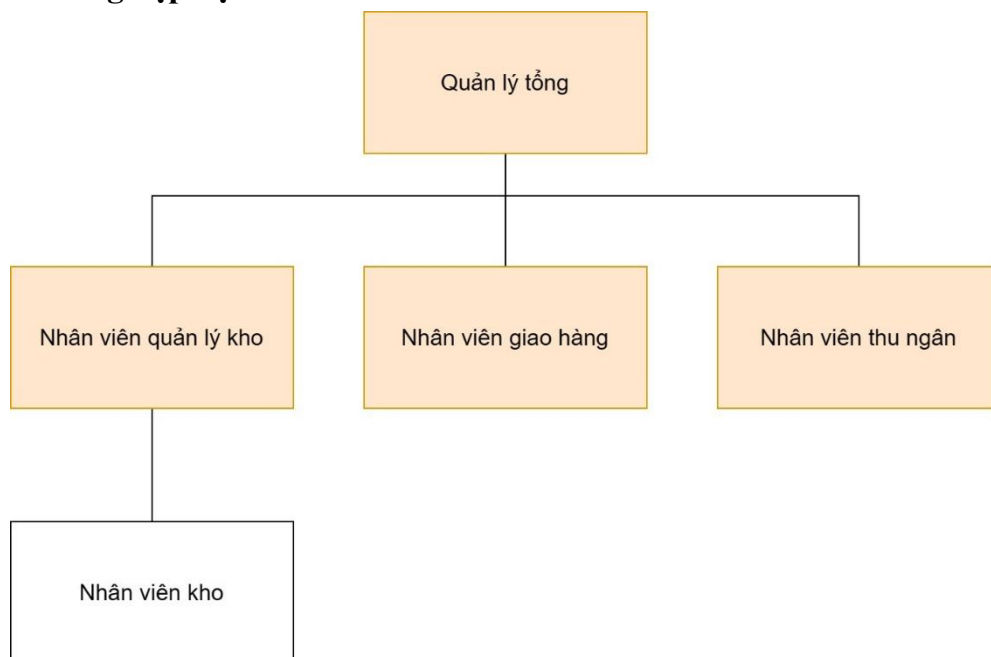 Quản lý tổng
Nhân viên quản lý kho
Nhân viên giao hàng
Nhân viên thu ngân
Nhân viên kho